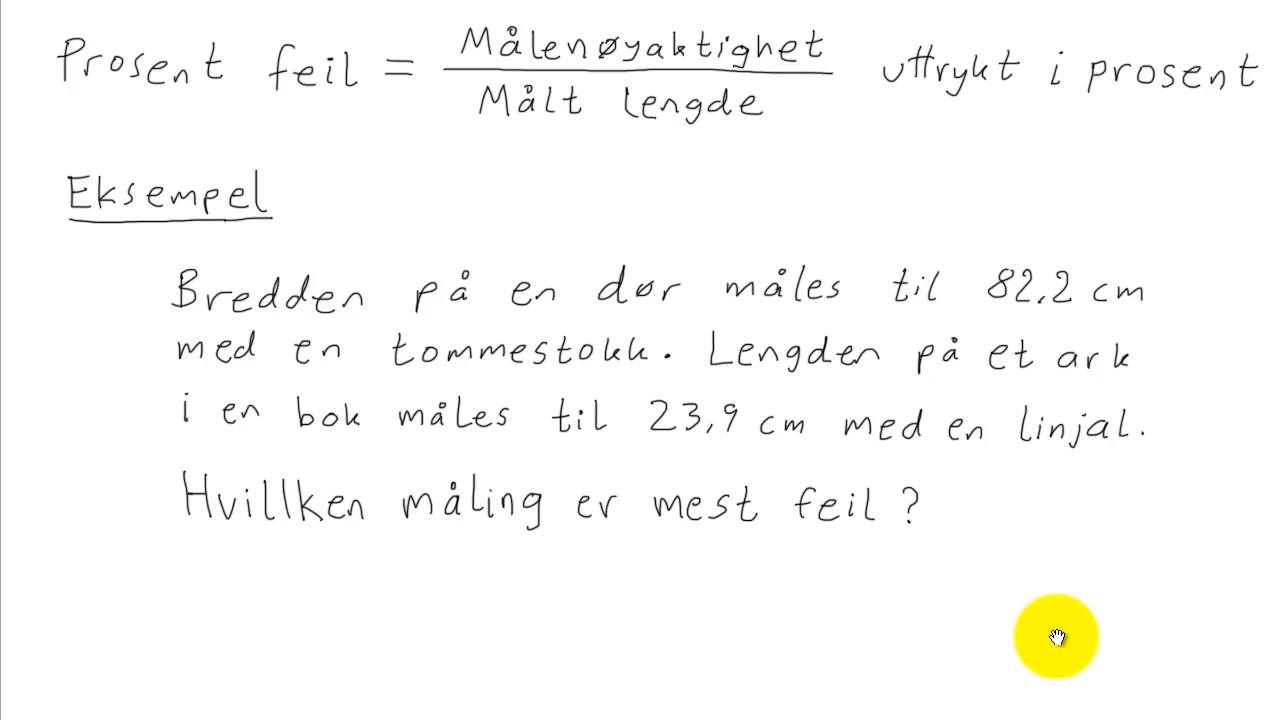 Prosent feil = Målenøyaktighet / Målt lengde uttrykt i prosent
Eksempel
Bredden på en dør måles til 82,2 cm
med en tommestokk. Lengden på et ark
i en bok måles til 23,9 cm med en linjal.
Hvillken måling er mest feil?